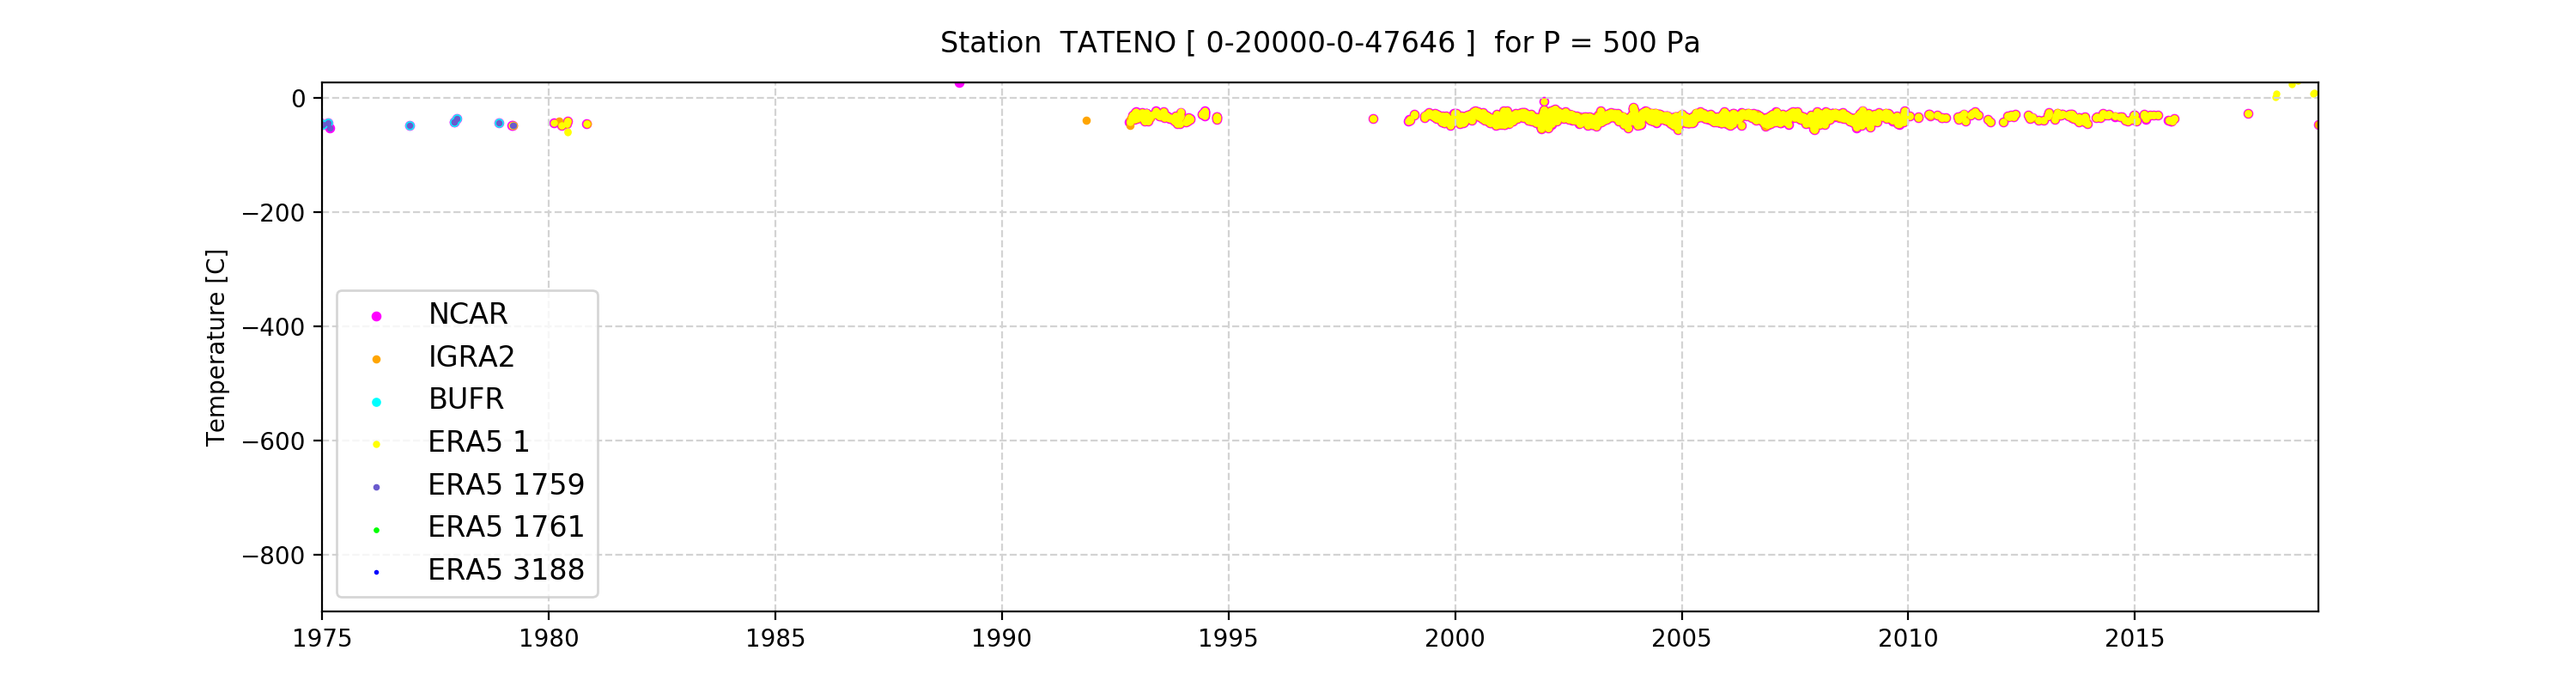 Station  TATENO [ 0-20000-0-47646 ]  for P = 500 Pa
Temperature [C]
0
−200
−400
−600
−800
NCAR
IGRA2
BUFR
ERA5 1
ERA5 1759
ERA5 1761
ERA5 3188
1975 1980 1985 1990 1995 2000 2005 2010 2015